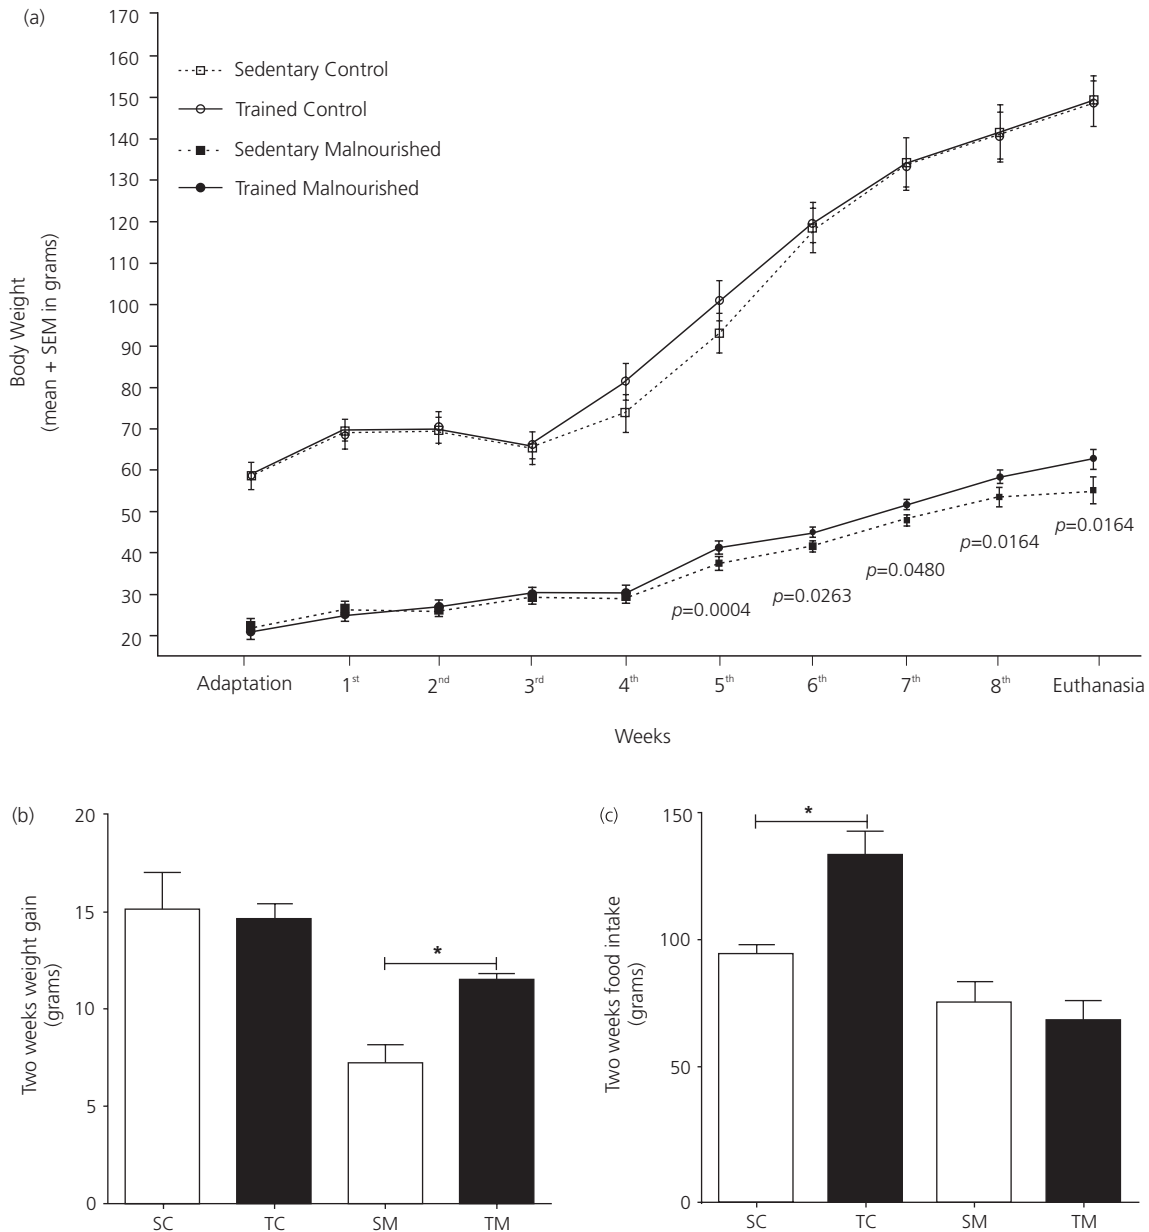 (a)
170
160
150
140
130
120
110
100
90
80
70
60
50
40
30
20
Body Weight
(mean + SEM in grams)
Sedentary Control
Trained Control
Sedentary Malnourished
Trained Malnourished
p=0.0004
p=0.0263
p=0.0480
p=0.0164
p=0.0164
Adaptation 1st 2nd 3rd 4th 5th 6th 7th 8th Euthanasia
Weeks
(b)
Two weeks weight gain
(grams)
20
15
10
5
0
*
SC TC SM TM
(c)
Two weeks food intake
(grams)
150
100
50
0
*
SC TC SM TM